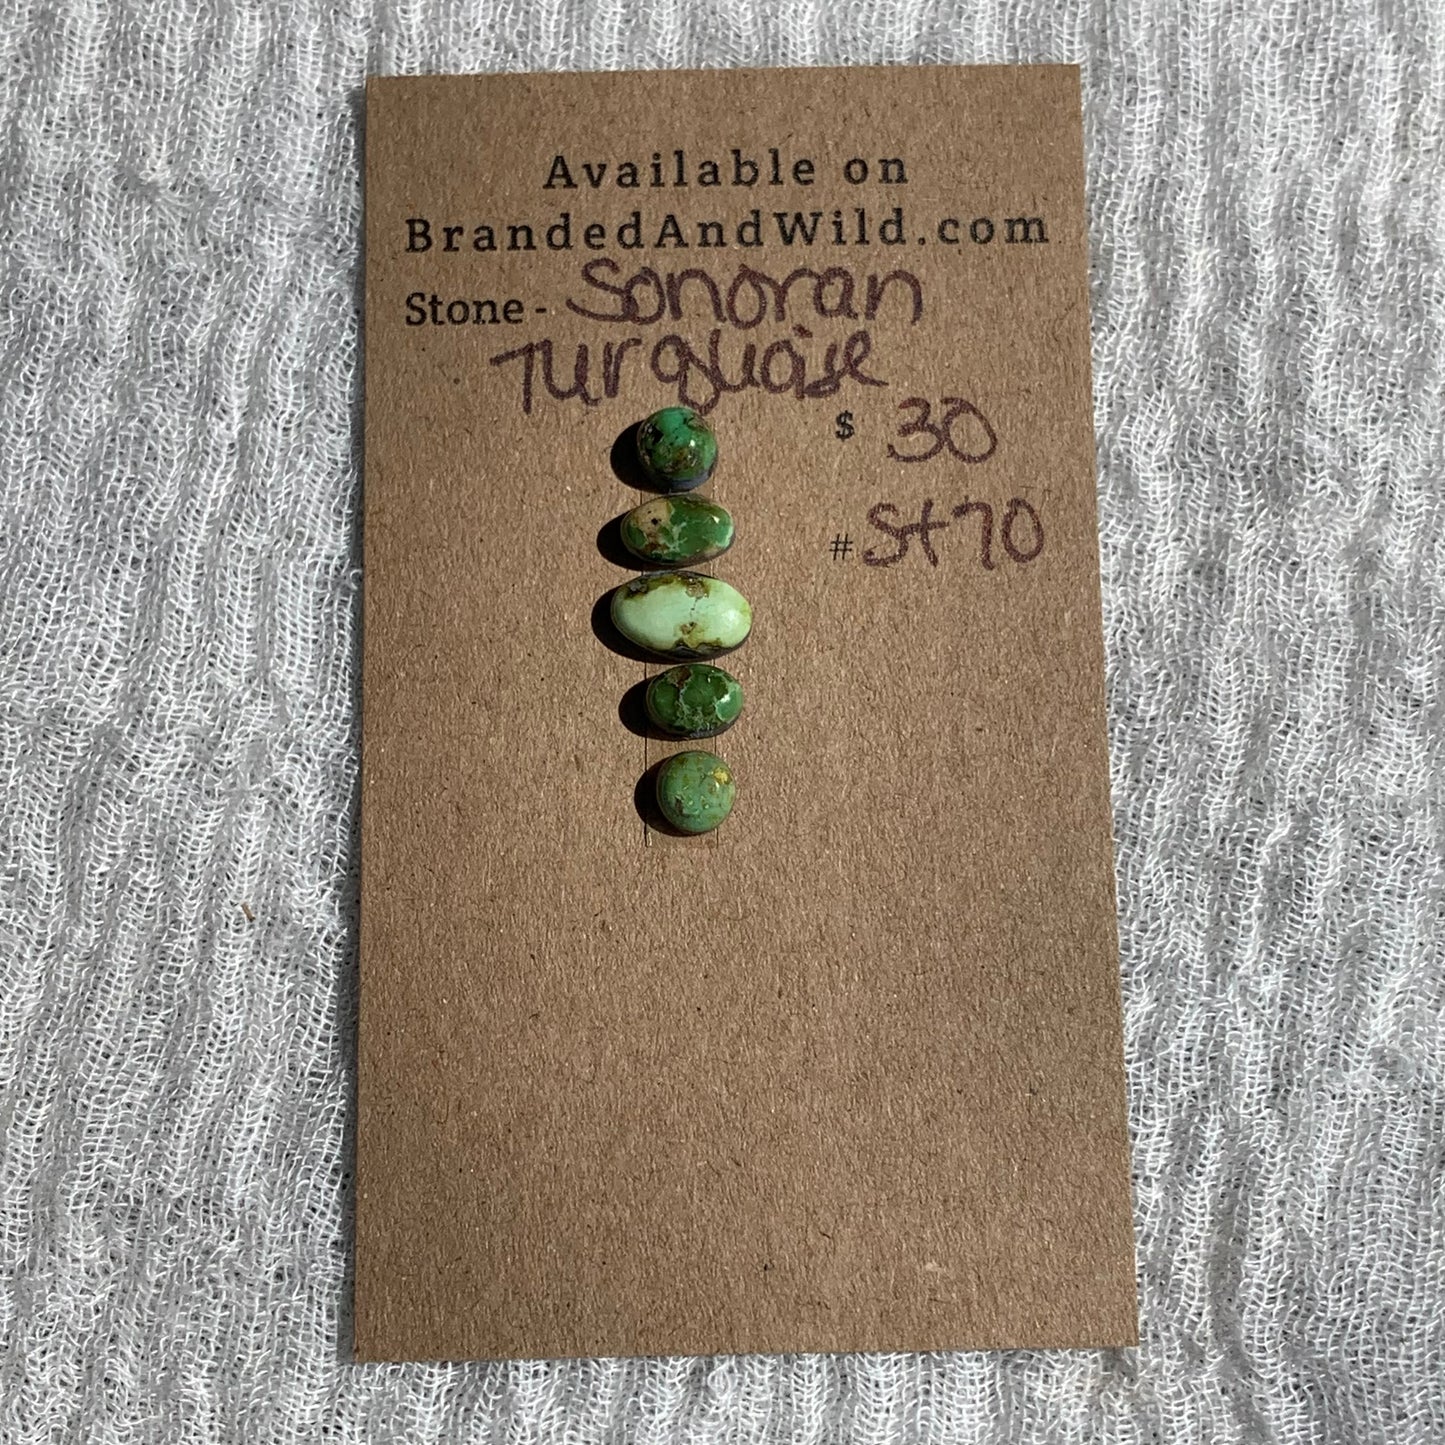 Available on
BrandedAndWild.com
Stone - Sonoran
Turquoise
$ 30
# St70